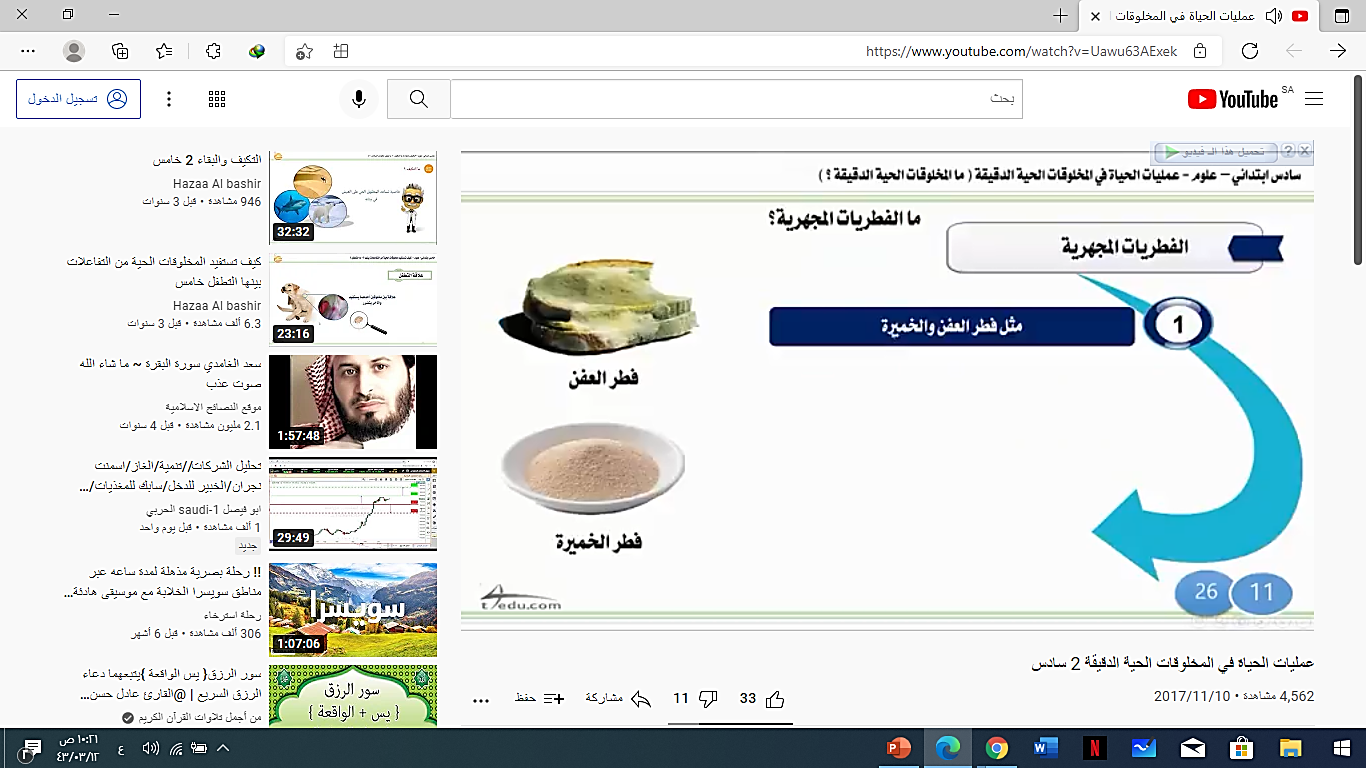 عمليات الحياة في المخلوقات
https://www.youtube.com/watch?v=Uawu63AExek
YouTube SA
بحث
تسجيل الدخول
تحميل هذا الـ فيديو
سادس ابتدائي – علوم - عمليات الحياة في المخلوقات الحية الدقيقة ( ما المخلوقات الحية الدقيقة ؟ )
ما الفطريات المجهرية؟
الفطريات المجهرية
1
مثل فطر العفن والخميرة
فطر العفن
فطر الخميرة
11
26
t4edu.com
عمليات الحياة في المخلوقات الحية الدقيقة 2 سادس
4,562 مشاهدة • 2017/11/10
33
11
مشاركة
حفظ
التكيف والبقاء 2 خامس
Hazaa Al bashir
946 مشاهدة • قبل 3 سنوات
32:32
كيف تستفيد المخلوقات الحية من التفاعلات
بينها التطفل خامس
Hazaa Al bashir
6.3 ألف مشاهدة • قبل 3 سنوات
علاقة التطفل
23:16
سعد الغامدي سورة البقرة ~ ما شاء الله
صوت عذب
موقع النصائح الاسلامية
2.1 مليون مشاهدة • قبل 4 سنوات
1:57:48
تحليل الشركات//تنمية/الغاز/اسمنت
نجران/الخبير للدخل/سابك للمغذيات/...
ابو فيصل saudi-1 الحربي
1 ألف مشاهدة • قبل يوم واحد
جديد
29:49
!! رحلة بصرية مذهلة لمدة ساعه عبر
مناطق سويسرا الخلابة مع موسيقى هادئة...
رحلة استرخاء
306 ألف مشاهدة • قبل 6 أشهر
سويسرا
1:07:06
سور الرزق{ يس الواقعة }يتبعهما دعاء
الرزق السريع | @القارئ عادل حسن...
من أجمل تلاوات القرآن الكريم
سور الرزق
{ يس + الواقعة }
ع
١٠:٢٦ ص
٤٣/٠٣/١٢